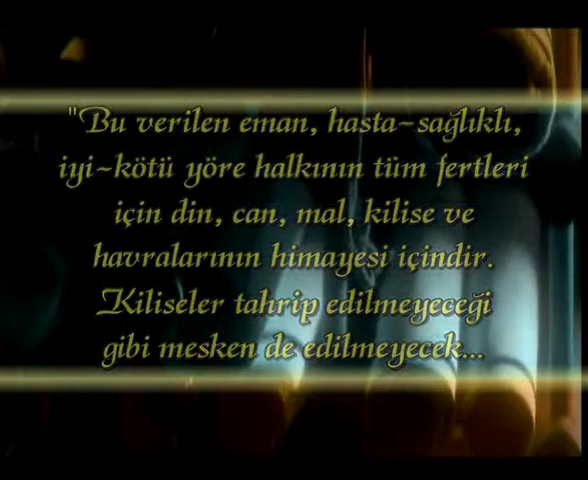 "Bu verilen eman, hasta-sağlıklı,
iyi-kötü yöre halkının tüm fertleri
için din, can, mal, kilise ve
havralarının himayesi içindir.
Kiliseler tahrip edilmeyeceği
gibi mesken de edilmeyecek...